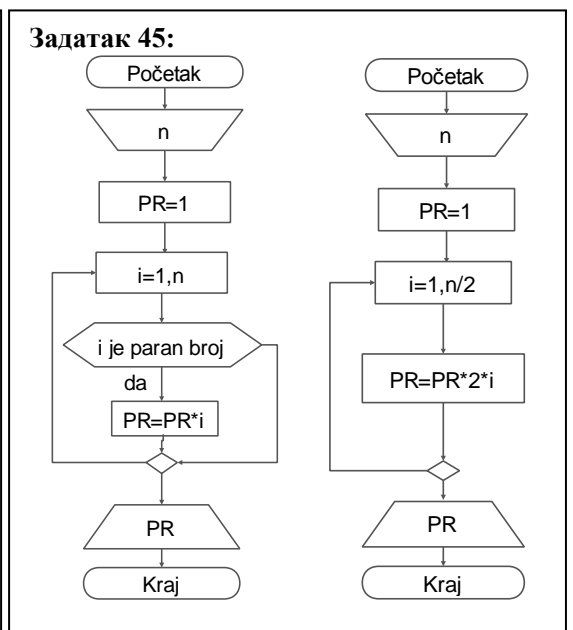 Задатак 45:
Početak
n
PR=1
i=1,n
i je paran broj
da
PR=PR*i
PR
Kraj
Početak
n
PR=1
i=1,n/2
PR=PR*2*i
PR
Kraj